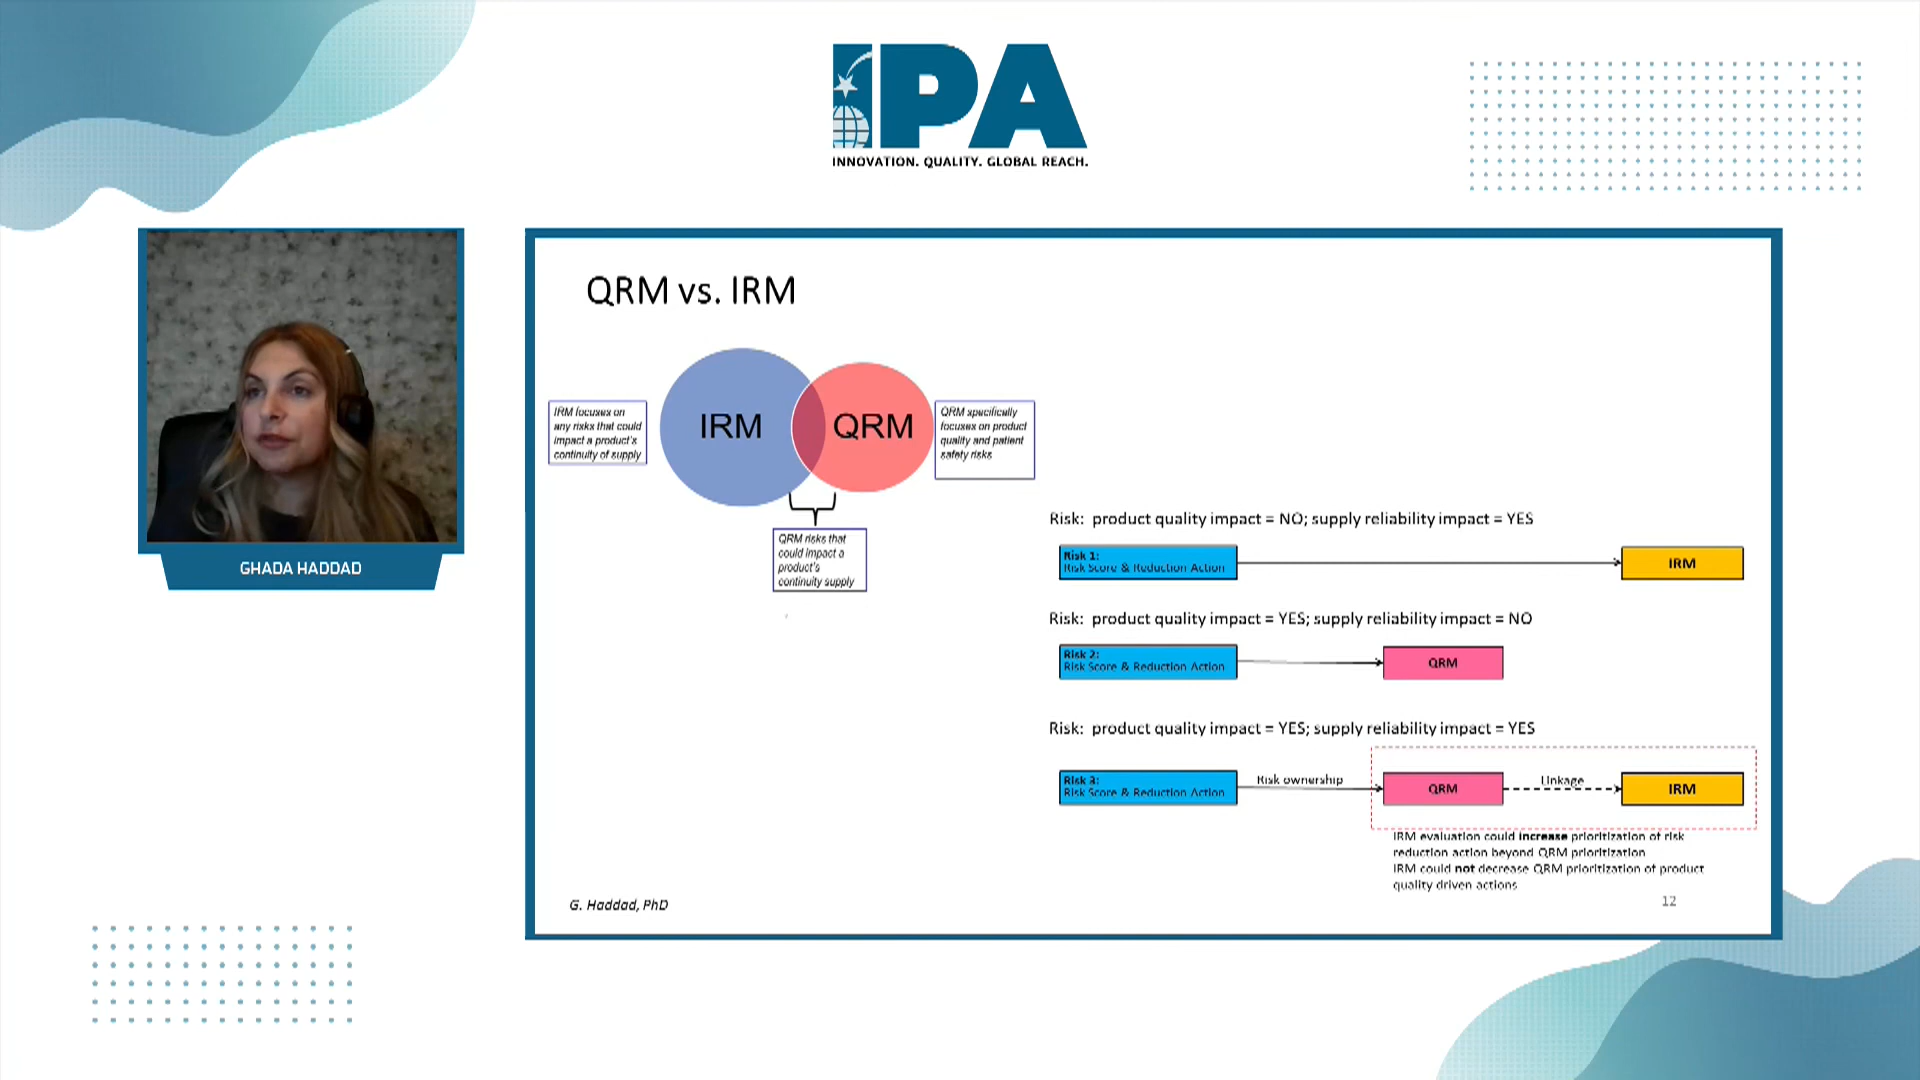 IPA
INNOVATION. QUALITY. GLOBAL REACH.
GHADA HADDAD
QRM vs. IRM
IRM focuses on
any risks that could
impact a product's
continuity of supply
IRM
QRM
QRM specifically
focuses on product
quality and patient
safety risks
QRM risks that
could impact a
product's
continuity supply
Risk: product quality impact = NO; supply reliability impact = YES
Risk 1:
Risk Score & Reduction Action
IRM
Risk: product quality impact = YES; supply reliability impact = NO
Risk 2:
Risk Score & Reduction Action
QRM
Risk: product quality impact = YES; supply reliability impact = YES
Risk 3:
Risk Score & Reduction Action
Risk ownership
QRM
Linkage
IRM
IRM evaluation could increase prioritization of risk
reduction action beyond QRM prioritization
IRM could not decrease QRM prioritization of product
quality driven actions
G. Haddad, PhD
12